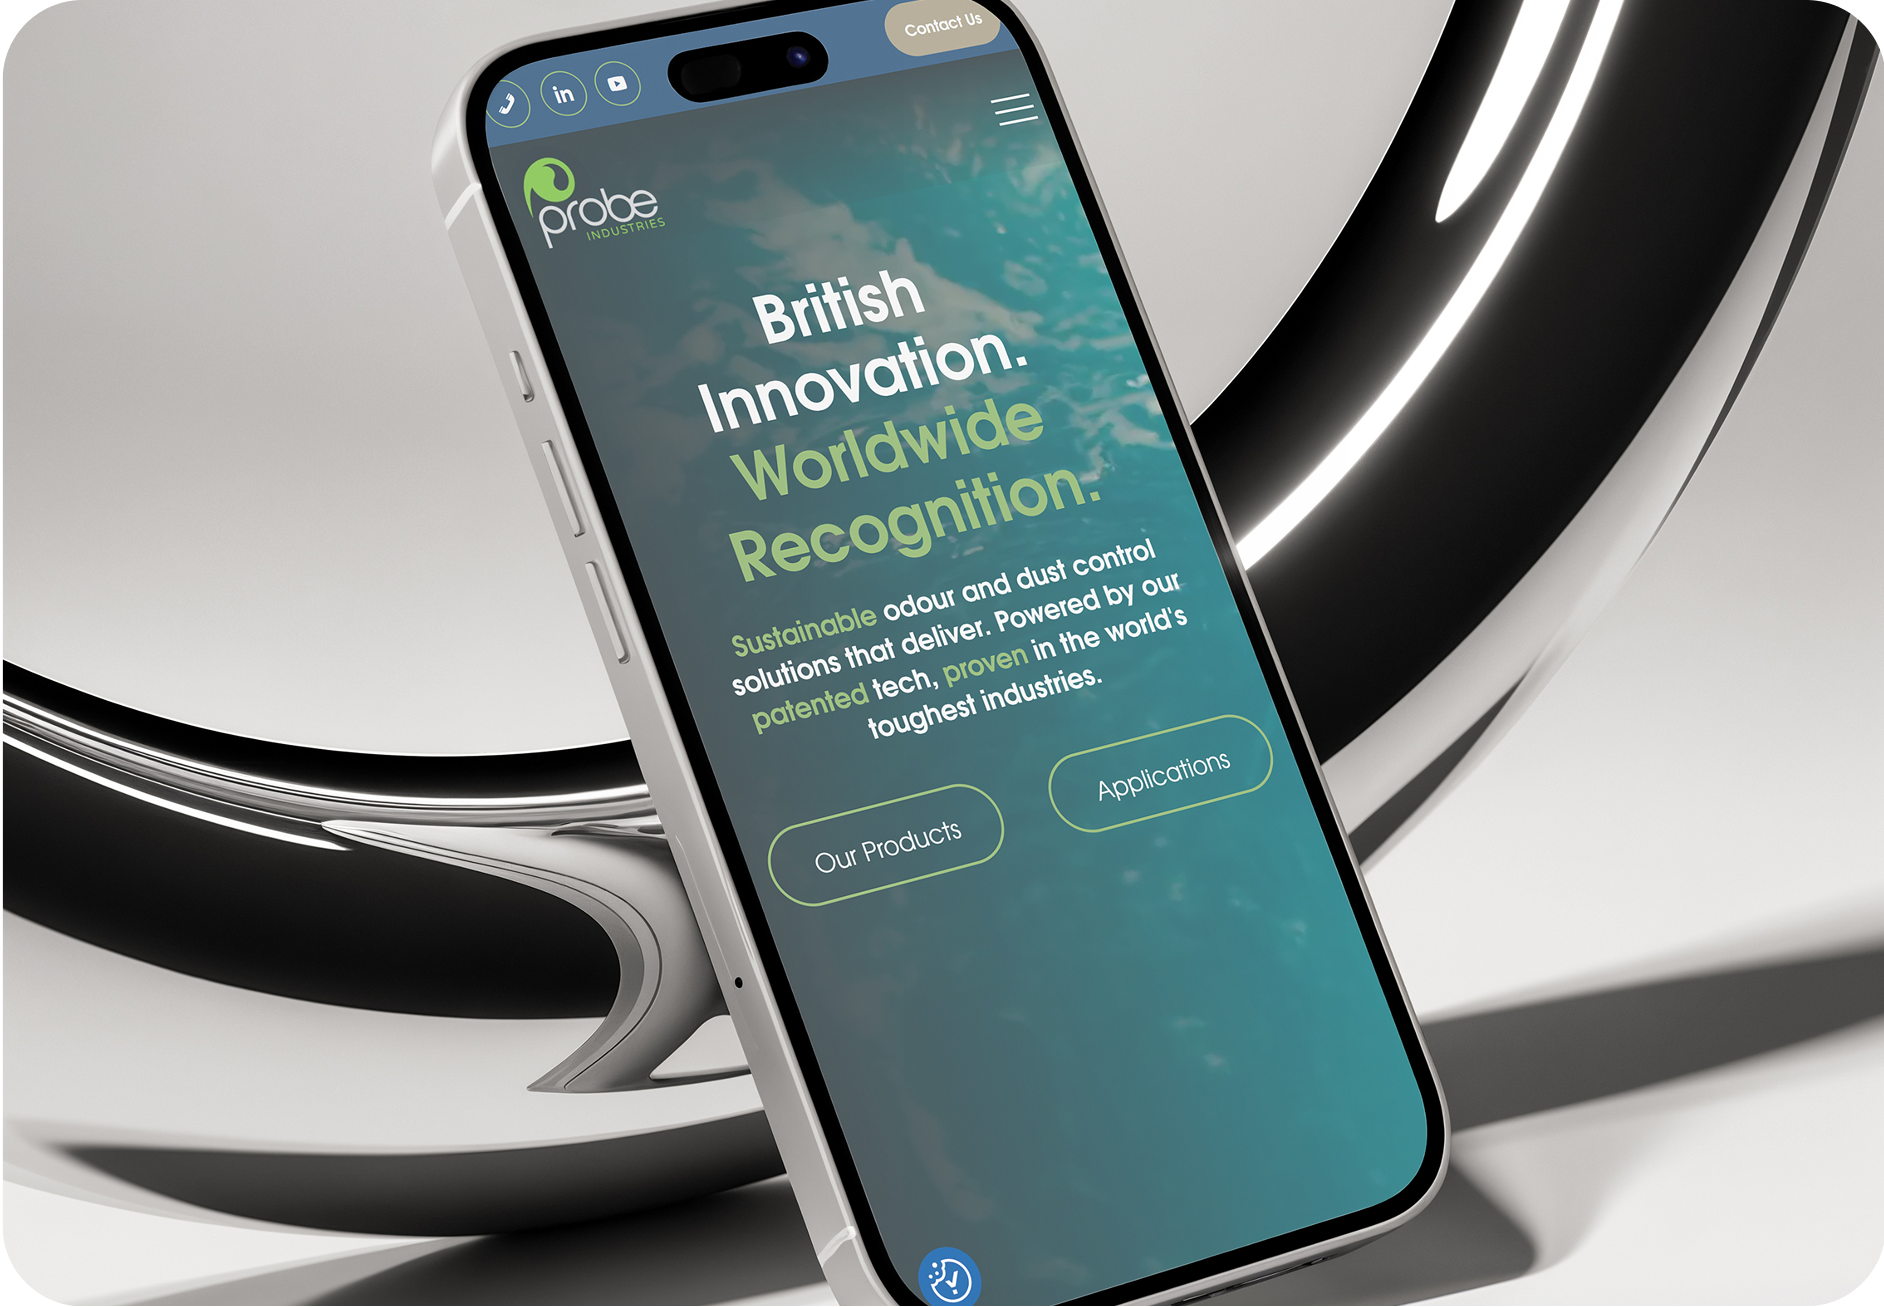 Contact Us
in
probe
INDUSTRIES
British
Innovation.
Worldwide
Recognition.
Sustainable odour and dust control
solutions that deliver. Powered by our
patented tech, proven in the world's
toughest industries.
Applications
Our Products